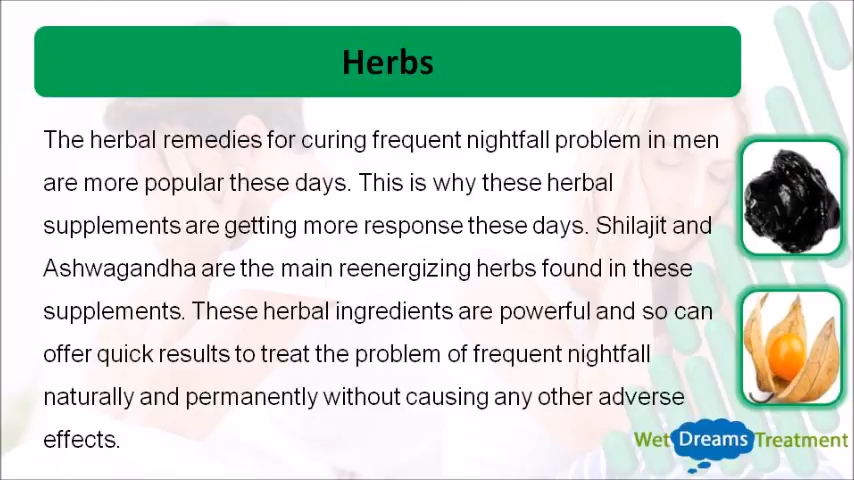 Herbs
The herbal remedies for curing frequent nightfall problem in men
are more popular these days. This is why these herbal
supplements are getting more response these days. Shilajit and
Ashwagandha are the main reenergizing herbs found in these
supplements. These herbal ingredients are powerful and so can
offer quick results to treat the problem of frequent nightfall
naturally and permanently without causing any other adverse
effects.
Wet Dreams Treatment